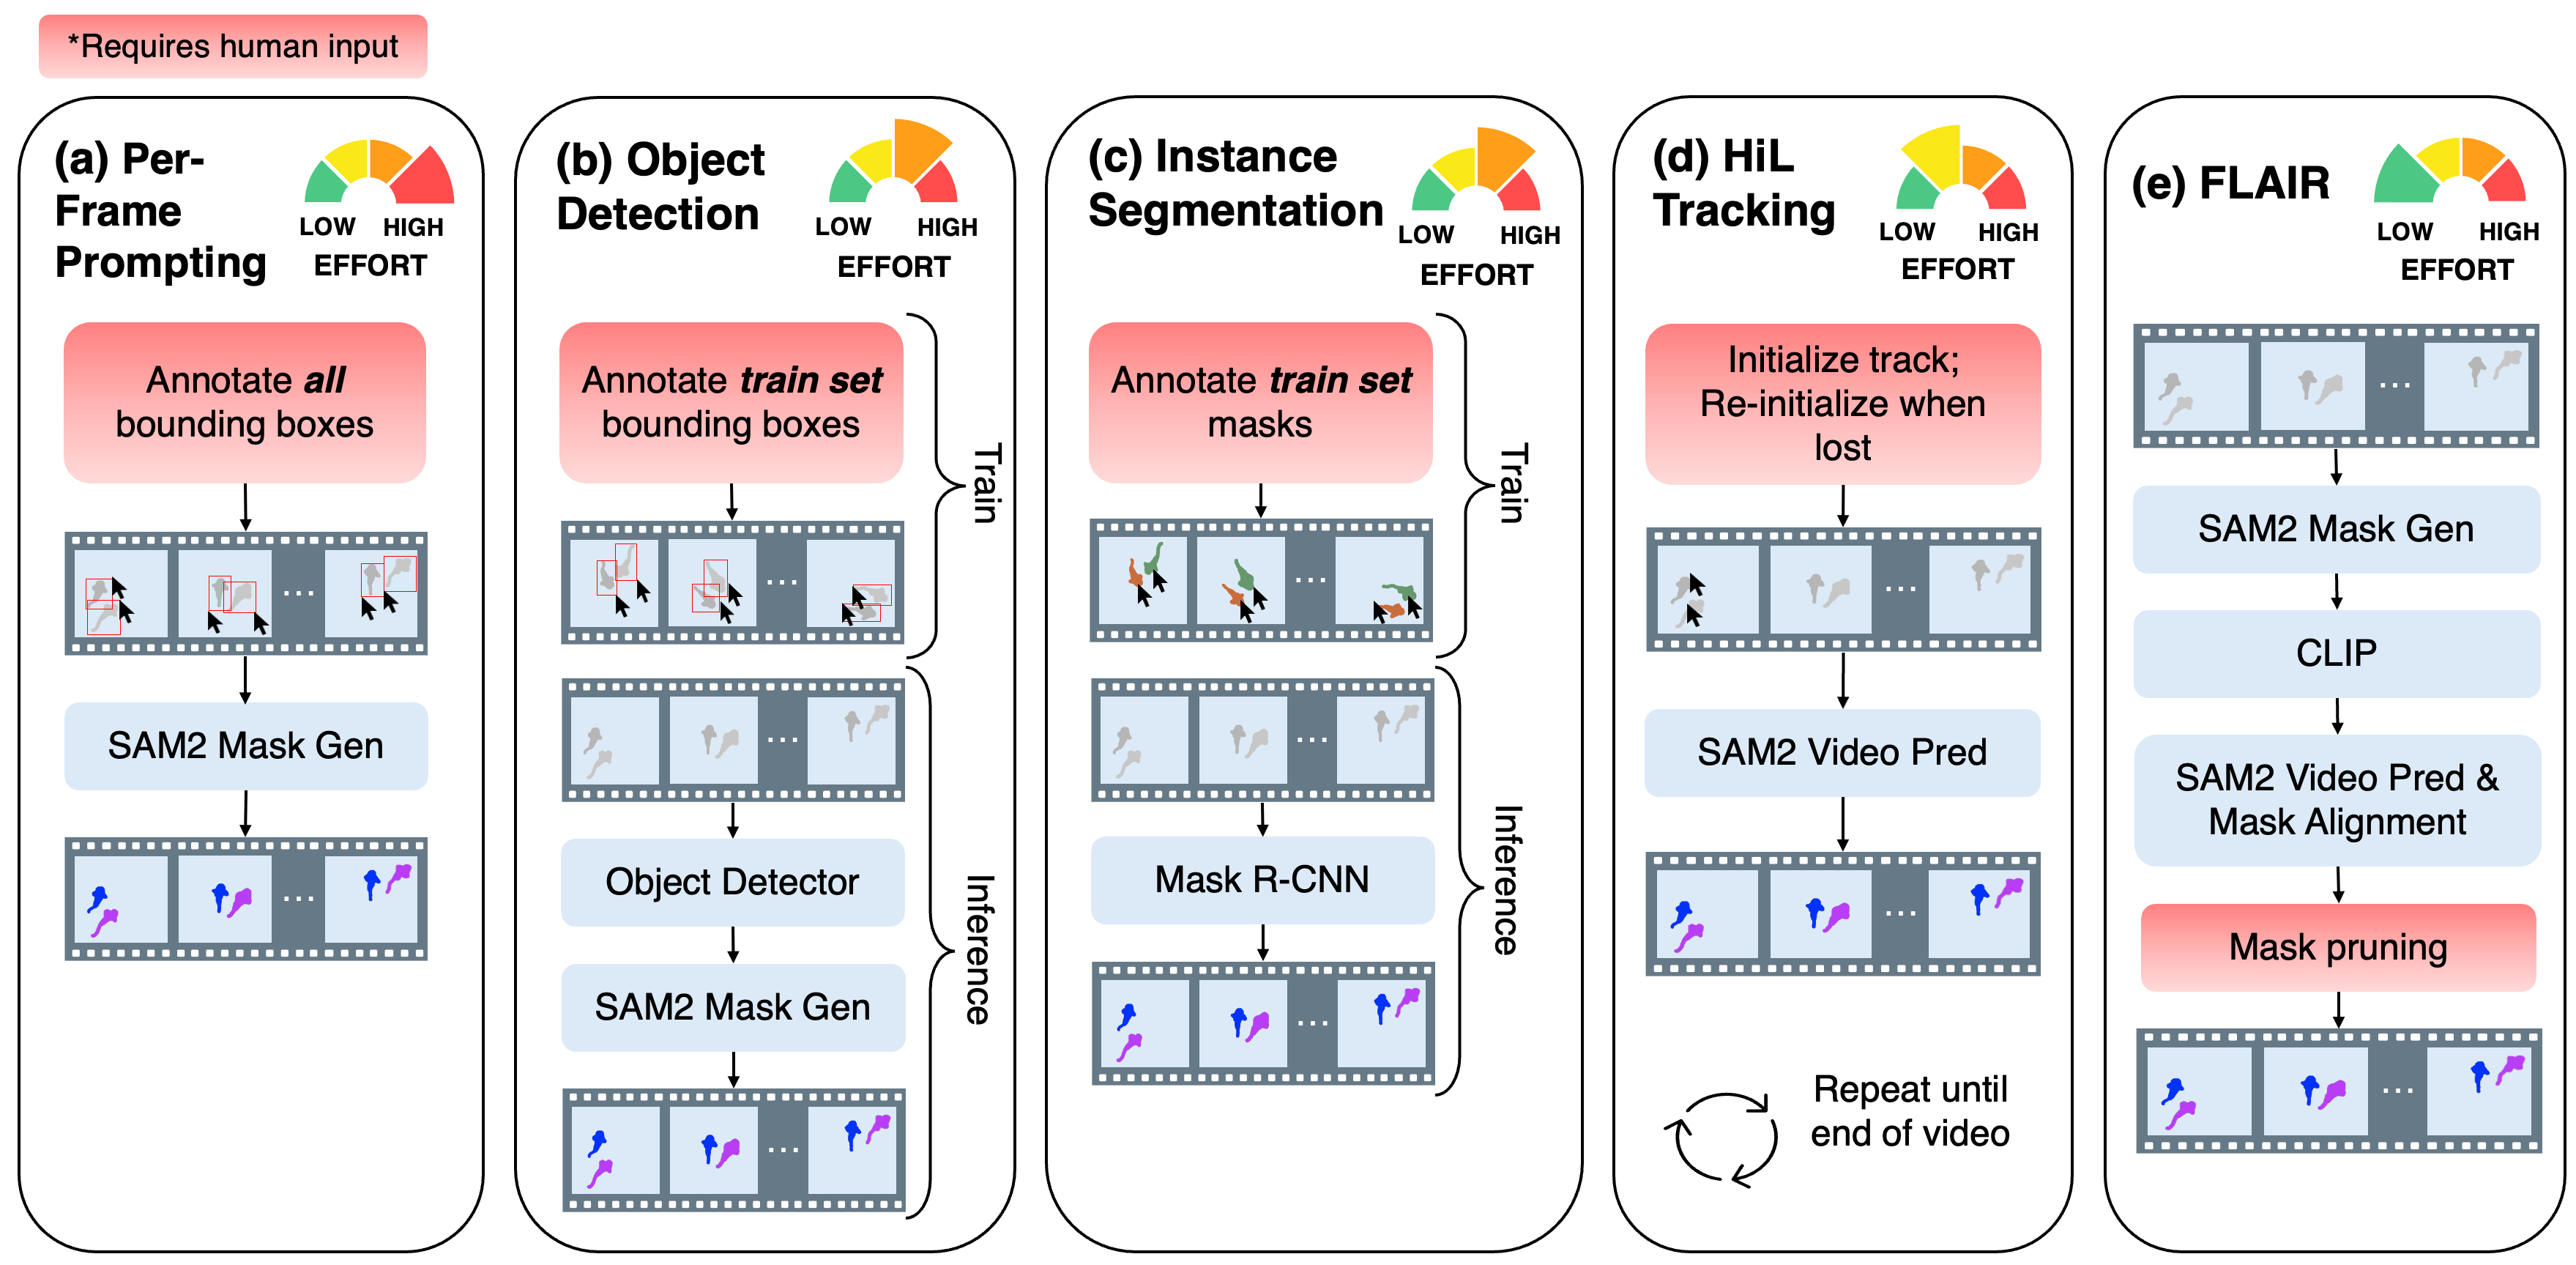 *Requires human input
(a) Per-
Frame
Prompting
LOW HIGH
EFFORT
Annotate all
bounding boxes
...
SAM2 Mask Gen
...
(b) Object
Detection
LOW HIGH
EFFORT
Annotate train set
bounding boxes
...
Train
...
Object Detector
SAM2 Mask Gen
...
Inference
(c) Instance
Segmentation
LOW HIGH
EFFORT
Annotate train set
masks
...
Train
...
Mask R-CNN
...
Inference
(d) HiL
Tracking
LOW HIGH
EFFORT
Initialize track;
Re-initialize when
lost
...
SAM2 Video Pred
...
Repeat until
end of video
(e) FLAIR
LOW HIGH
EFFORT
...
SAM2 Mask Gen
CLIP
SAM2 Video Pred &
Mask Alignment
Mask pruning
...